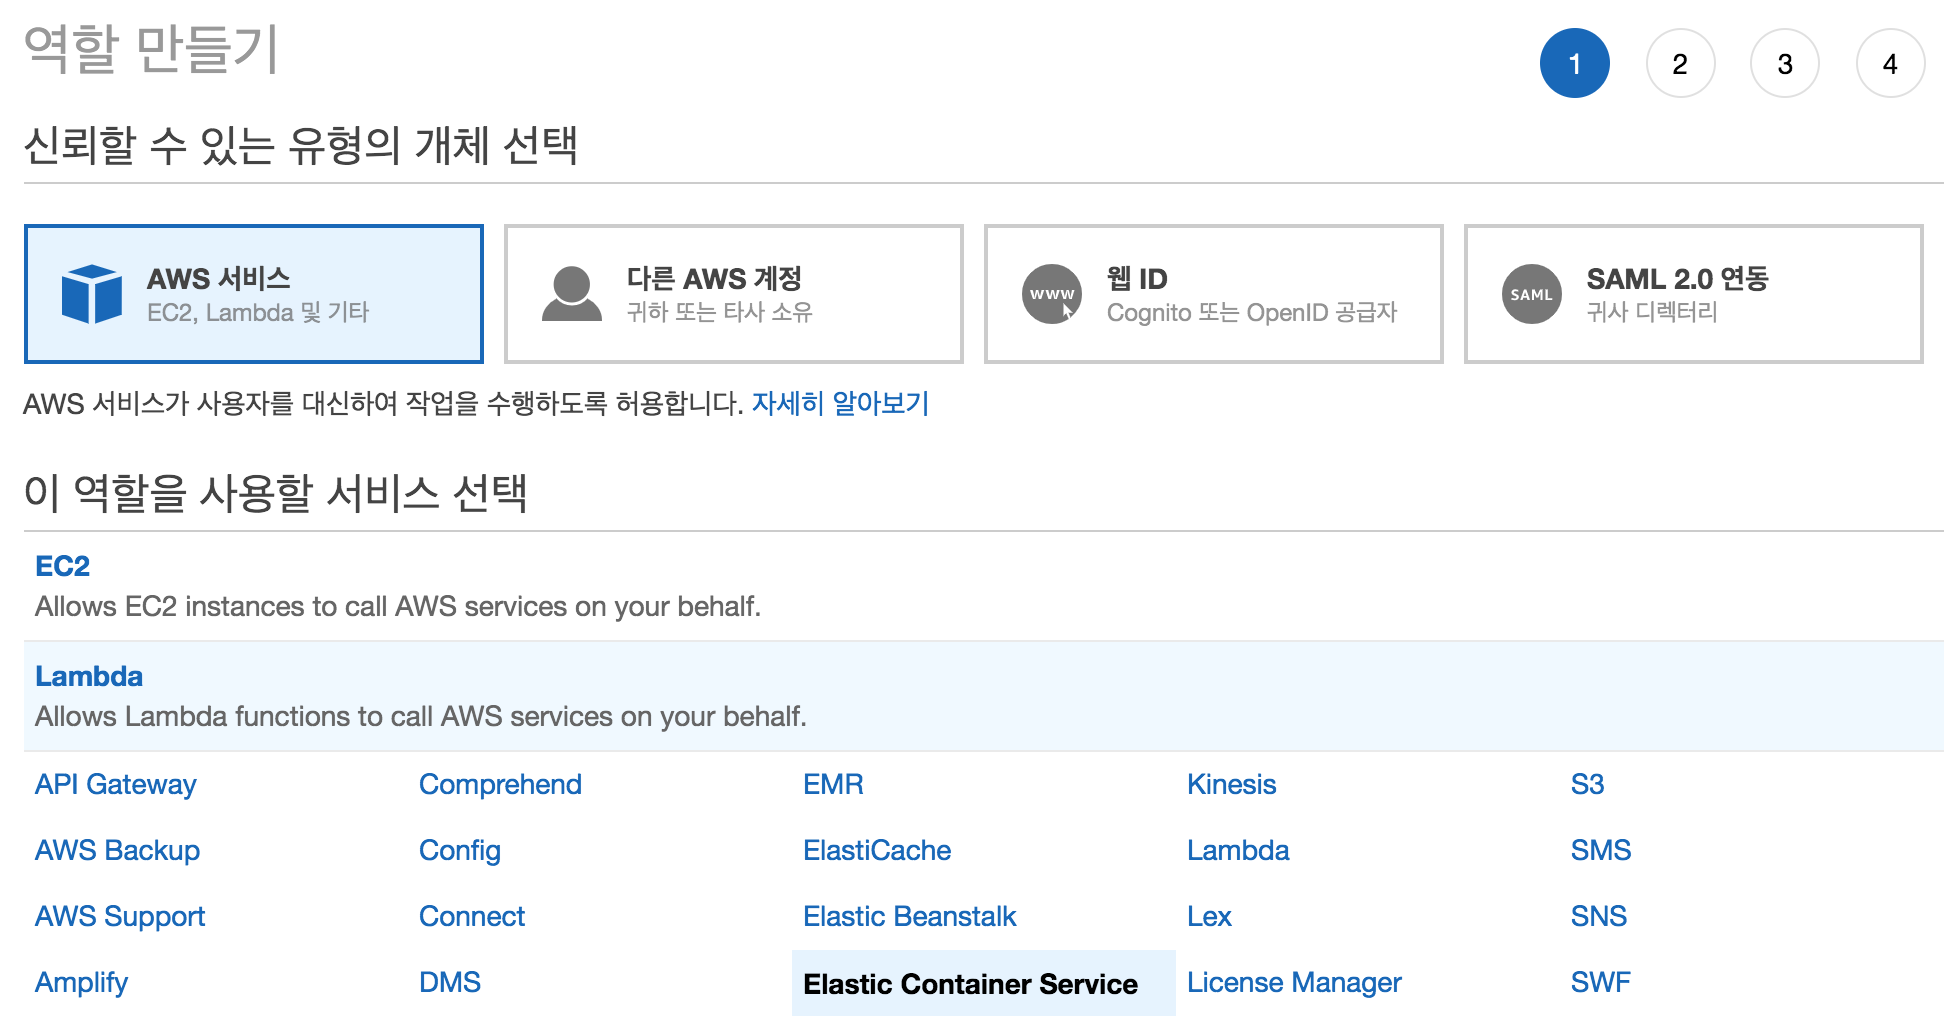 역할 만들기
1 2 3 4
신뢰할 수 있는 유형의 개체 선택
AWS 서비스
EC2, Lambda 및 기타
다른 AWS 계정
귀하 또는 타사 소유
www
웹 ID
Cognito 또는 OpenID 공급자
SAML
SAML 2.0 연동
귀사 디렉터리
AWS 서비스가 사용자를 대신하여 작업을 수행하도록 허용합니다. 자세히 알아보기
이 역할을 사용할 서비스 선택
EC2
Allows EC2 instances to call AWS services on your behalf.
Lambda
Allows Lambda functions to call AWS services on your behalf.
API Gateway Comprehend EMR Kinesis S3
AWS Backup Config ElastiCache Lambda SMS
AWS Support Connect Elastic Beanstalk Lex SNS
Amplify DMS Elastic Container Service License Manager SWF